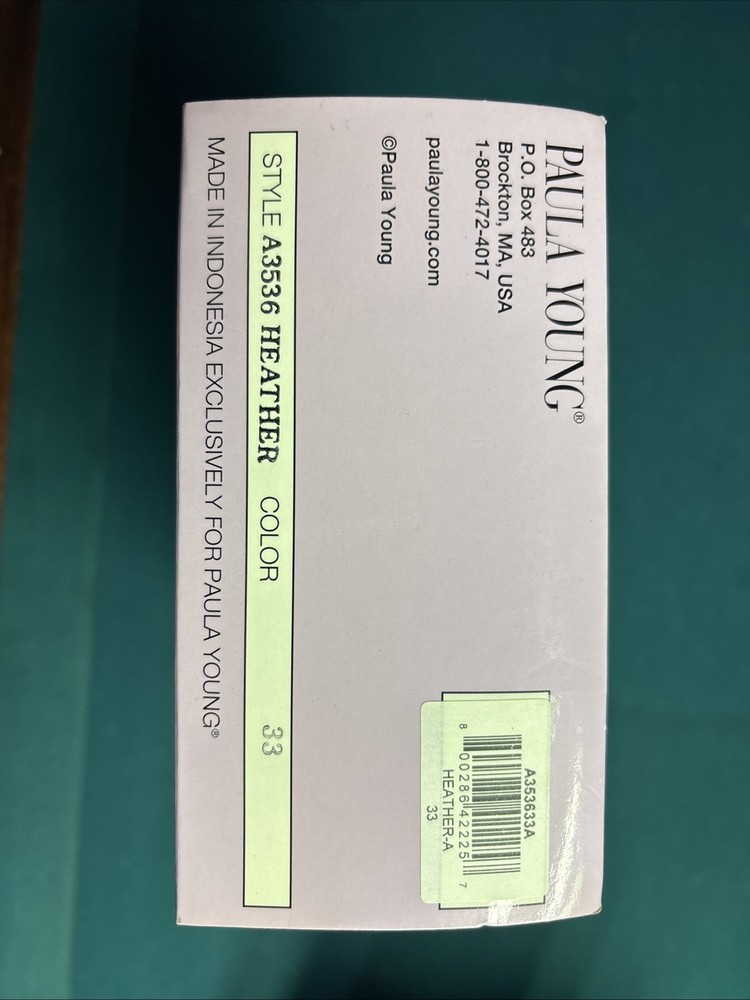 PAULA YOUNG®
P.O. Box 483
Brockton, MA, USA
1-800-472-4017
paulayoung.com
©Paula Young
A353633A
8 00286 42225 7
HEATHER-A
33
STYLE A3536 HEATHER COLOR 33
MADE IN INDONESIA EXCLUSIVELY FOR PAULA YOUNG®